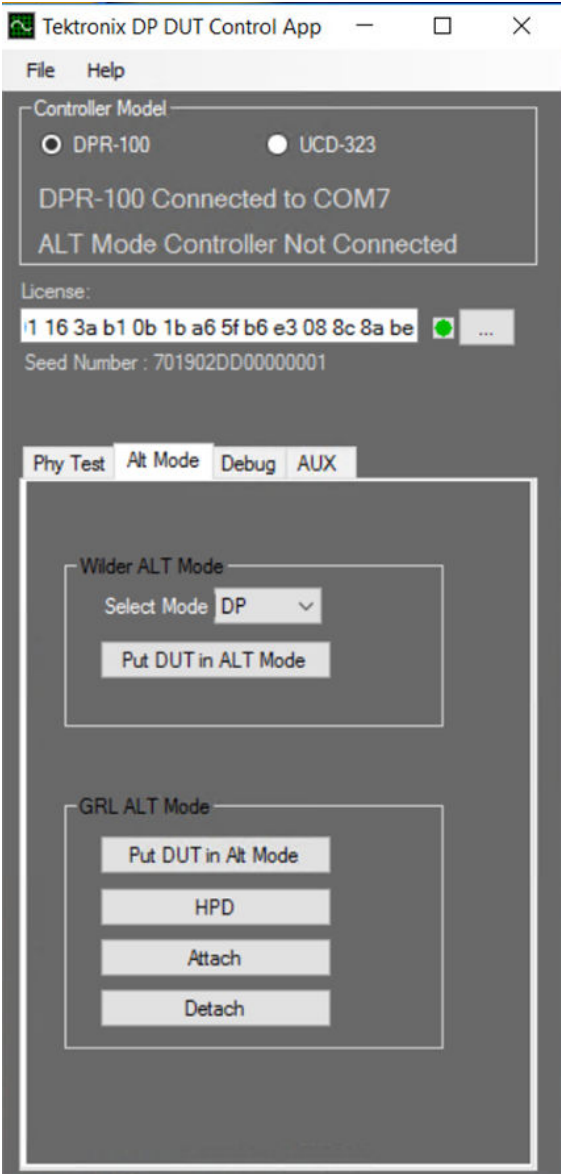 Tektronix DP DUT Control App
File Help
Controller Model
DPR-100 UCD-323
DPR-100 Connected to COM7
ALT Mode Controller Not Connected
License:
1 16 3a b1 0b 1b a6 5f b6 e3 08 8c 8a be ...
Seed Number : 701902DD00000001
Phy Test Alt Mode Debug AUX
Wilder ALT Mode
Select Mode DP
Put DUT in ALT Mode
GRL ALT Mode
Put DUT in Alt Mode
HPD
Attach
Detach